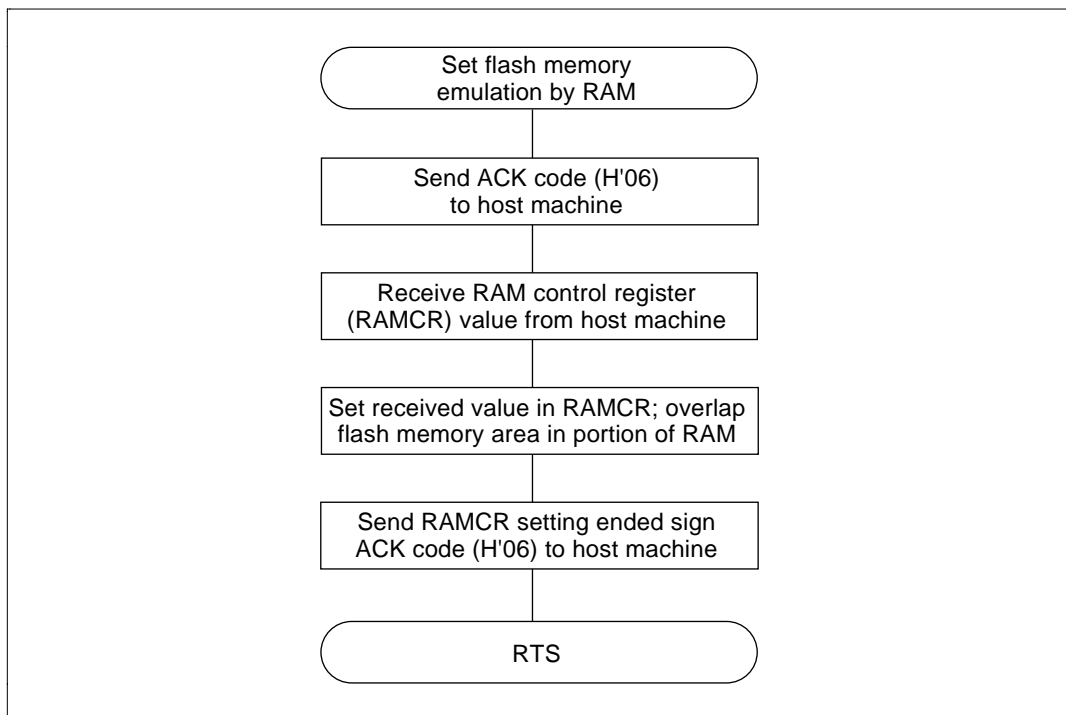 Set flash memory
emulation by RAM
Send ACK code (H'06)
to host machine
Receive RAM control register
(RAMCR) value from host machine
Set received value in RAMCR; overlap
flash memory area in portion of RAM
Send RAMCR setting ended sign
ACK code (H'06) to host machine
RTS